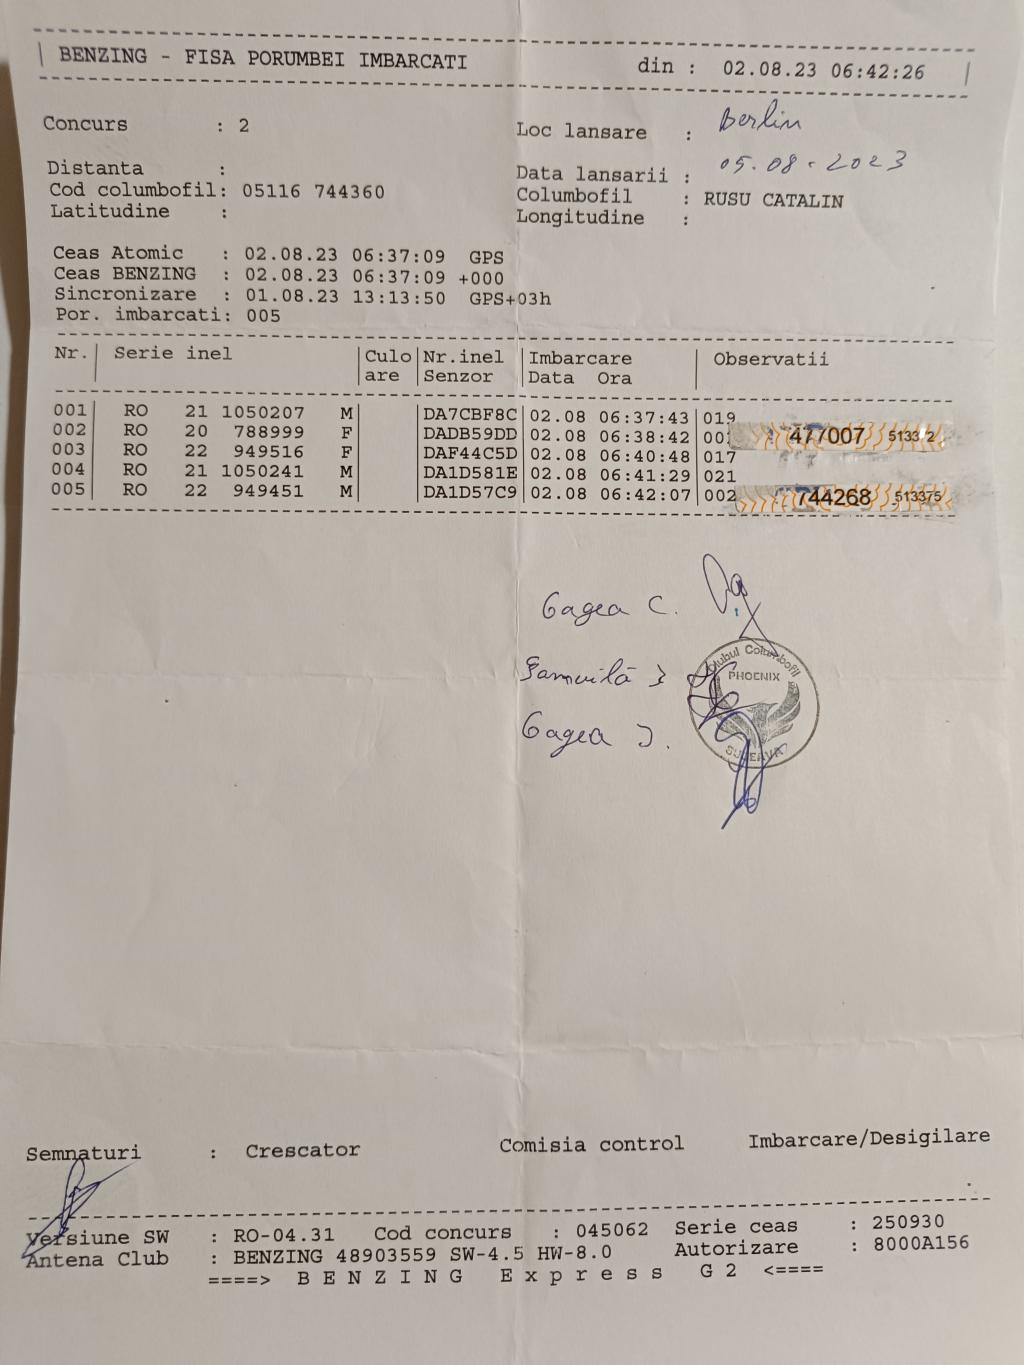 BENZING - FISA PORUMBEI IMBARCATI din : 02.08.23 06:42:26
Concurs : 2 Loc lansare : Berlin
Distanta : Data lansarii : 05.08.2023
Cod columbofil: 05116 744360 Columbofil : RUSU CATALIN
Latitudine : Longitudine :
Ceas Atomic : 02.08.23 06:37:09 GPS
Ceas BENZING : 02.08.23 06:37:09 +000
Sincronizare : 01.08.23 13:13:50 GPS+03h
Por. imbarcati: 005
Nr. Serie inel Culo Nr.inel Imbarcare Observatii
are Senzor Data Ora
001 RO 21 1050207 M DA7CBF8C 02.08 06:37:43 019
002 RO 20 788999 F DADB59DD 02.08 06:38:42 477007
003 RO 22 949516 F DAF44C5D 02.08 06:40:48 017
004 RO 21 1050241 M DA1D581E 02.08 06:41:29 021
005 RO 22 949451 M DA1D57C9 02.08 06:42:07 002 744268 513375
Gagea C.
Gagea J.
Clubul Columbofil
PHOENIX
SUCEAVA
Semnaturi : Crescator Comisia control Imbarcare/Desigilare
Versiune SW : RO-04.31 Cod concurs : 045062 Serie ceas : 250930
Antena Club : BENZING 48903559 SW-4.5 HW-8.0 Autorizare : 8000A156
====> B E N Z I N G E x p r e s s G 2 <====